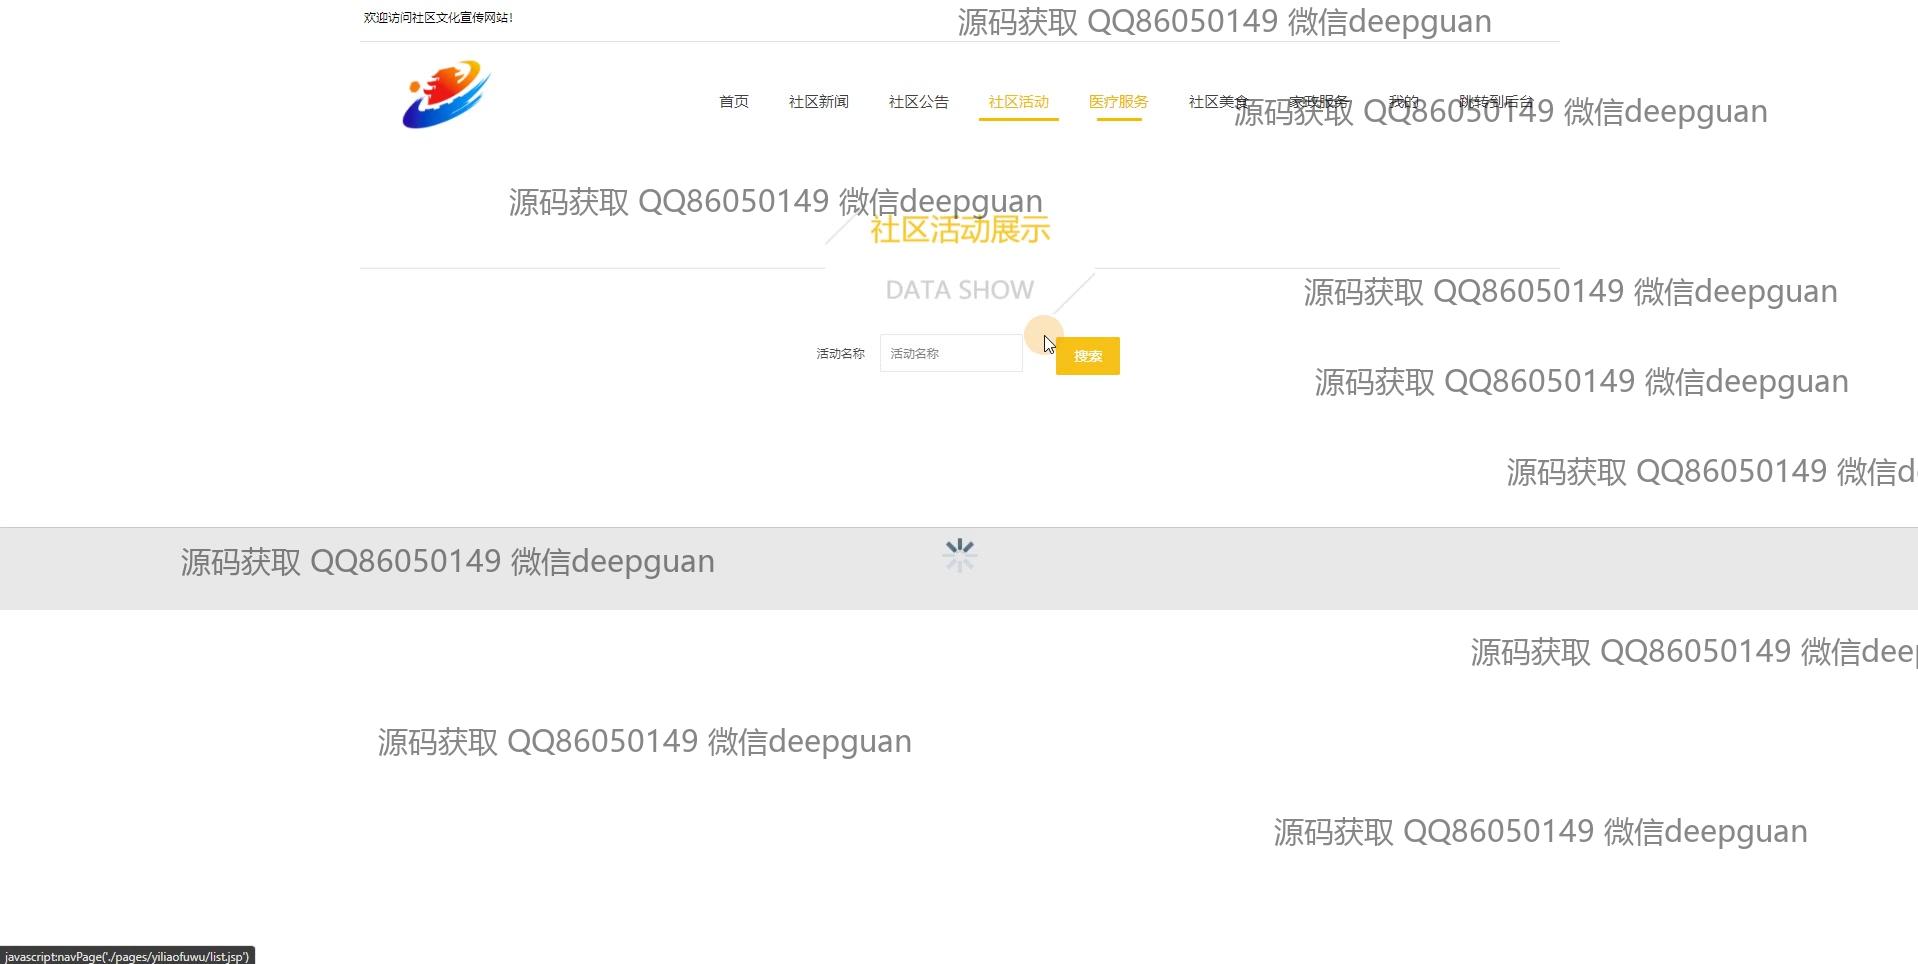 欢迎访问社区文化宣传网站!
源码获取 QQ86050149 微信deepguan
首页 社区新闻 社区公告 社区活动 医疗服务 社区美食 家政服务 我的 跳转到后台
源码获取 QQ86050149 微信deepguan
源码获取 QQ86050149 微信deepguan
社区活动展示
DATA SHOW
源码获取 QQ86050149 微信deepguan
活动名称 活动名称 搜索
源码获取 QQ86050149 微信deepguan
源码获取 QQ86050149 微信d
源码获取 QQ86050149 微信deepguan
源码获取 QQ86050149 微信deep
源码获取 QQ86050149 微信deepguan
源码获取 QQ86050149 微信deepguan
javascript:navPage('./pages/yiliaofuwu/list.jsp')